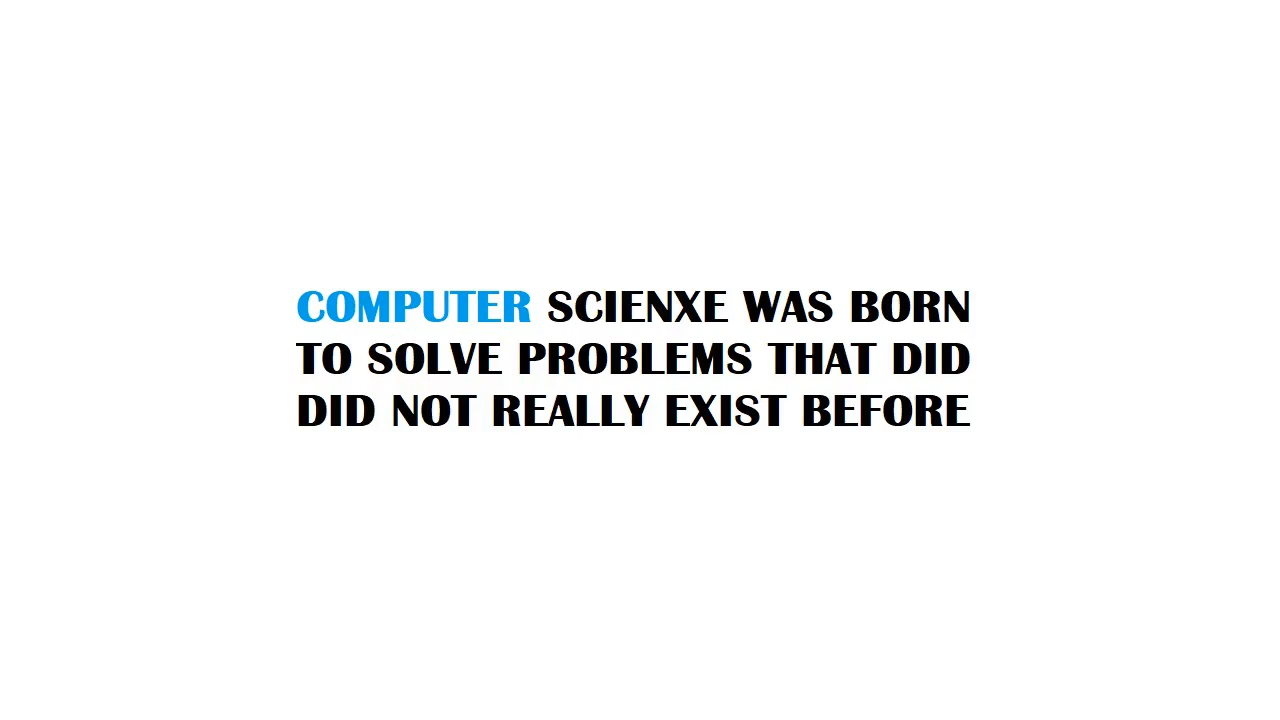 COMPUTER SCIENXE WAS BORN
TO SOLVE PROBLEMS THAT DID
DID NOT REALLY EXIST BEFORE